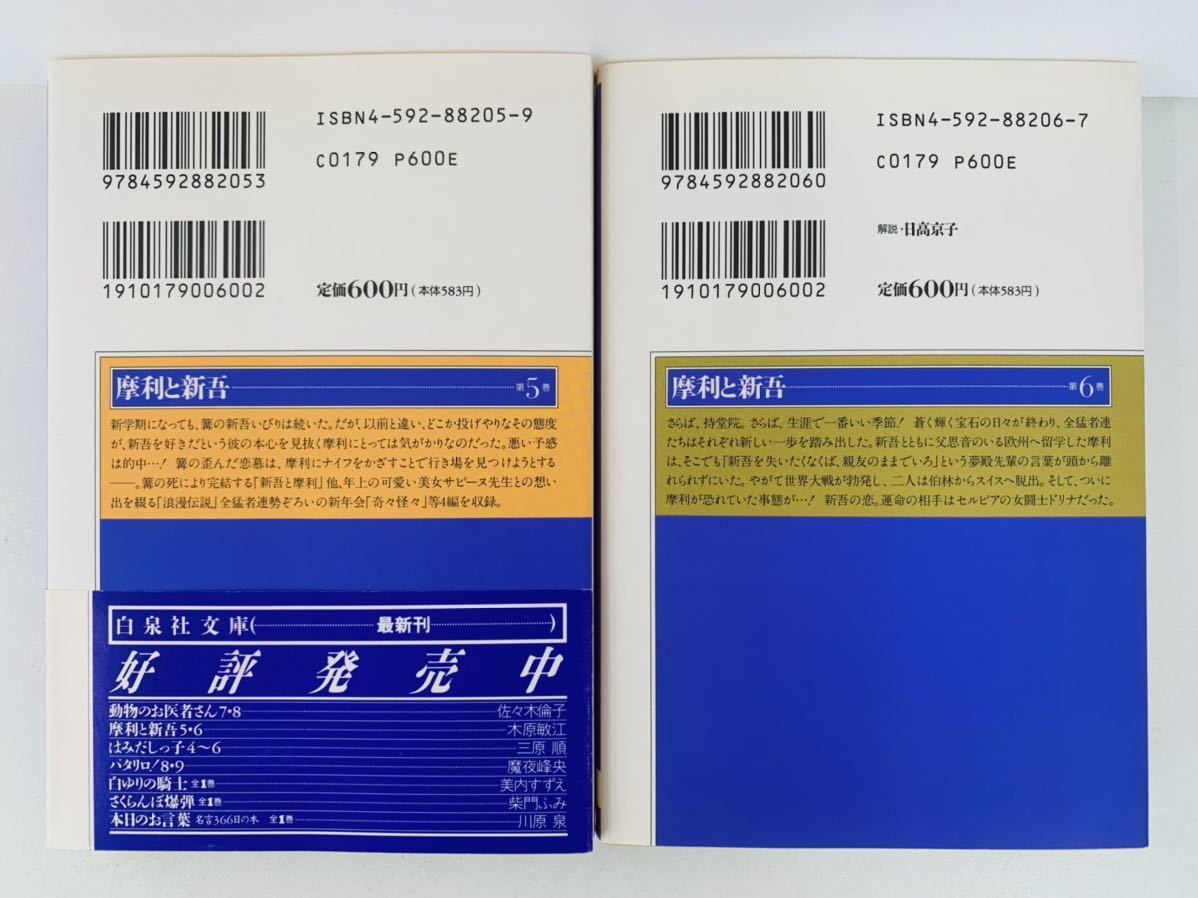 ISBN4-592-88205-9
C0179 P600E
9784592882053
1910179006002
定価600円(本体583円)
摩利と新吾 第5巻
新学期になっても、篝の新吾いびりは続いた。だが、以前と違い、どこか投げやりなその態度
が、新吾を好きだという彼の本心を見抜く摩利にとっては気がかりなのだった。悪い予感
は的中…! 篝の歪んだ恋慕は、摩利にナイフをかざすことで行き場を見つけようとする
――。篝の死により完結する「新吾と摩利」他、年上の可愛い美女サビーヌ先生との想い
出を綴る「浪漫伝説」全猛者連勢ぞろいの新年会「奇々怪々」等4編を収録。
白泉社文庫(最新刊)
好評発売中
動物のお医者さん7・8 佐々木倫子
摩利と新吾5・6 木原敏江
はみだしっ子4〜6 三原 順
パタリロ!8・9 魔夜峰央
白ゆりの騎士 全1巻 美内すずえ
さくらんぼ爆弾 全1巻 柴門ふみ
本日のお言葉 名言366日の本 全1巻 川原 泉
ISBN4-592-88206-7
C0179 P600E
9784592882060
解説・日高京子
1910179006002
定価600円(本体583円)
摩利と新吾 第6巻
さらば、持堂院。さらば、生涯で一番いい季節! 蒼く輝く宝石の日々が終わり、全猛者連
たちはそれぞれ新しい一歩を踏み出した。新吾とともに父思音のいる欧州へ留学した摩利
は、そこでも「新吾を失いたくなくば、親友のままでいろ」という夢殿先輩の言葉が頭から離
れられずにいた。やがて世界大戦が勃発し、二人は伯林からスイスへ脱出。そして、ついに
摩利が恐れていた事態が…! 新吾の恋。運命の相手はセルビアの女闘士ドリナだった。